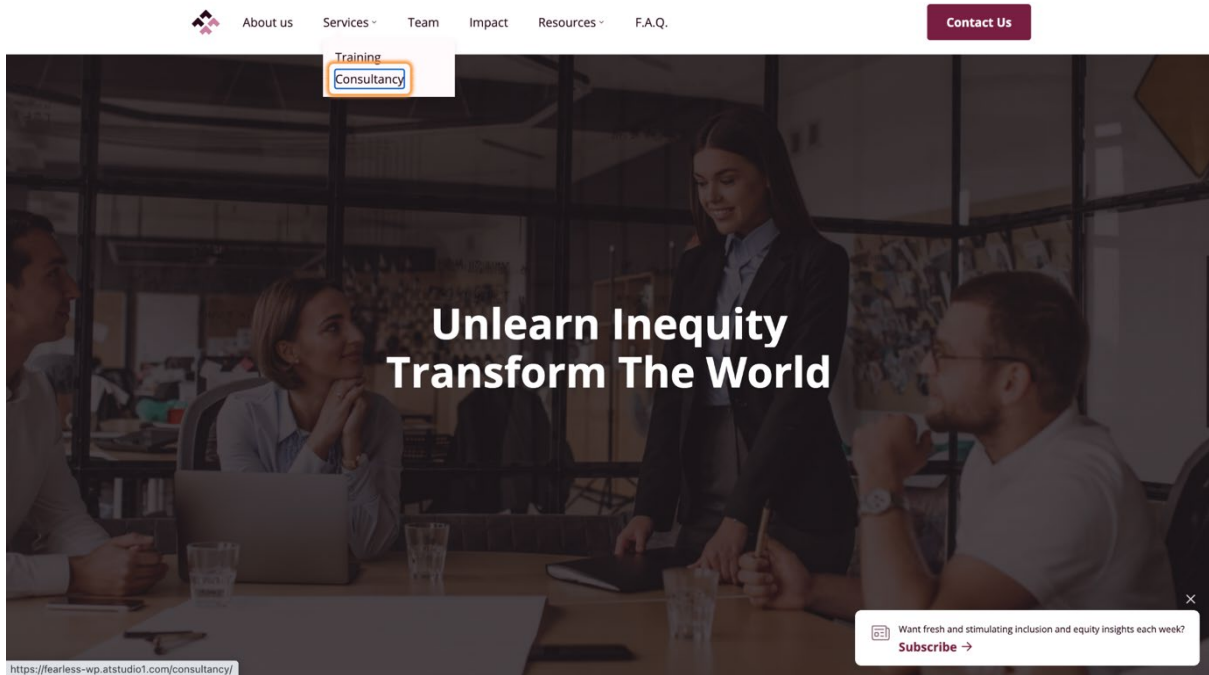 About us
Services
Team
Impact
Resources
F.A.Q.
Contact Us
Training
Consultancy
Unlearn Inequity
Transform The World
Want fresh and stimulating inclusion and equity insights each week?
Subscribe →
https://fearless-wp.atstudio1.com/consultancy/